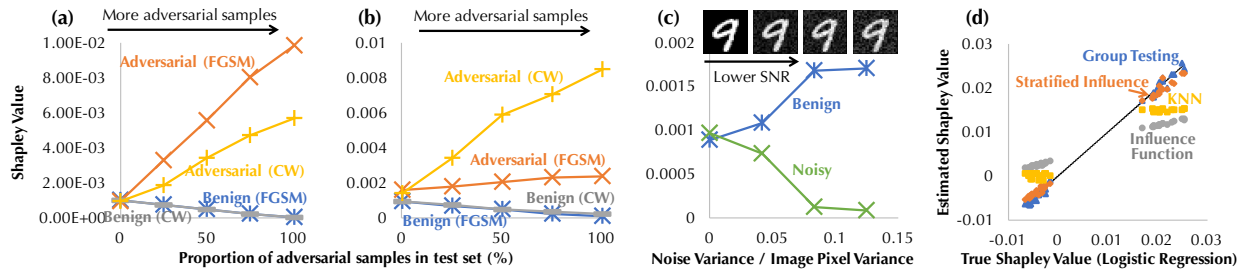 (a)
More adversarial samples
Shapley Value
1.00E-02
8.00E-03
6.00E-03
4.00E-03
2.00E-03
0.00E+00
Adversarial (FGSM)
Adversarial (CW)
Benign (FGSM)
Benign (CW)
0 50 100
(b)
More adversarial samples
0.01
0.008
0.006
0.004
0.002
0
Adversarial (CW)
Adversarial (FGSM)
Benign (CW)
Benign (FGSM)
0 50 100
Proportion of adversarial samples in test set (%)
(c)
9 9 9 9
Lower SNR
0.002
0.0015
0.001
0.0005
0
Benign
Noisy
0 0.05 0.10 0.15
Noise Variance / Image Pixel Variance
(d)
Estimated Shapley Value
0.03
0.02
0.01
0
-0.01
Group Testing
Stratified Influence
KNN
Influence
Function
-0.01 0 0.01 0.02 0.03
True Shapley Value (Logistic Regression)